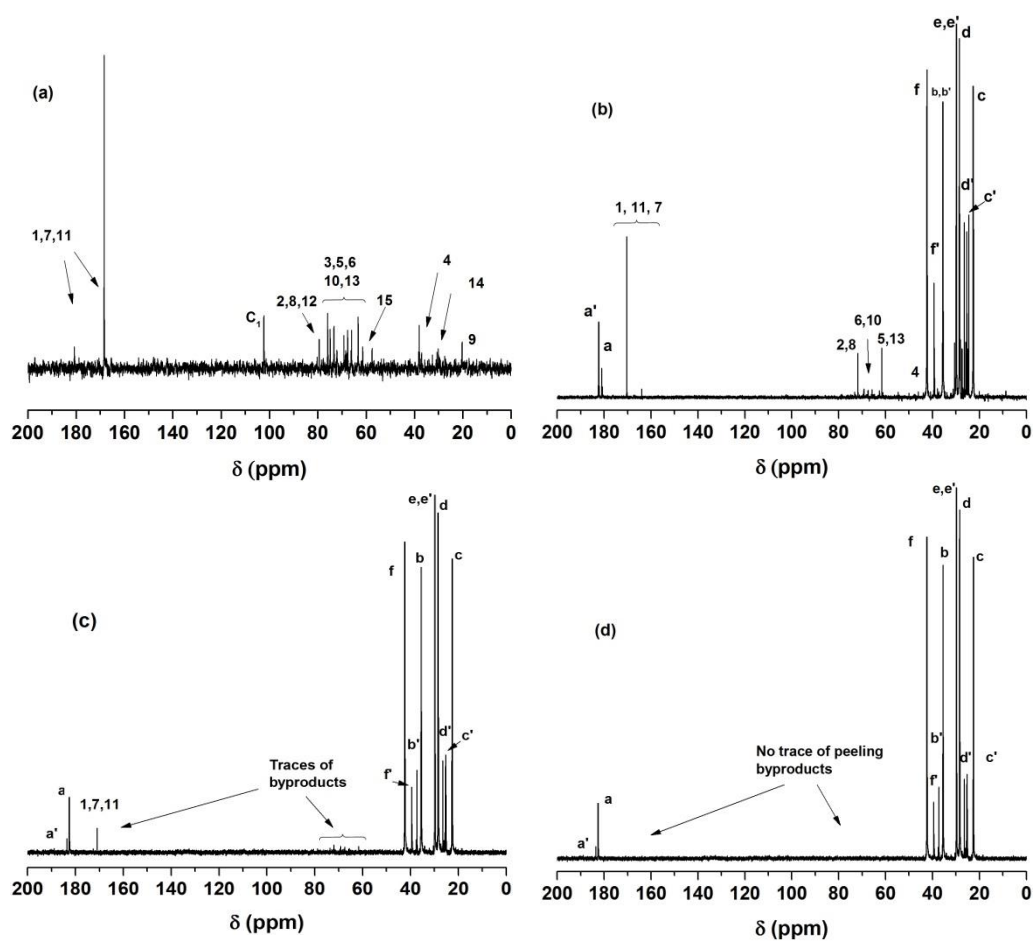 (a)
1,7,11
C1
2,8,12
3,5,6
10,13
15
4
14
9
200 180 160 140 120 100 80 60 40 20 0
δ (ppm)
(b)
a'
a
1, 11, 7
2,8
6,10
5,13
4
f
f'
b,b'
e,e'
d
d'
c'
c
200 180 160 140 120 100 80 60 40 20 0
δ (ppm)
(c)
a'
a
1,7,11
Traces of
byproducts
f
f'
b'
b
e,e'
d
d'
c'
c
200 180 160 140 120 100 80 60 40 20 0
δ (ppm)
(d)
a'
a
No trace of peeling
byproducts
f
f'
b'
b
e,e'
d
d'
c
c'
200 180 160 140 120 100 80 60 40 20 0
δ (ppm)